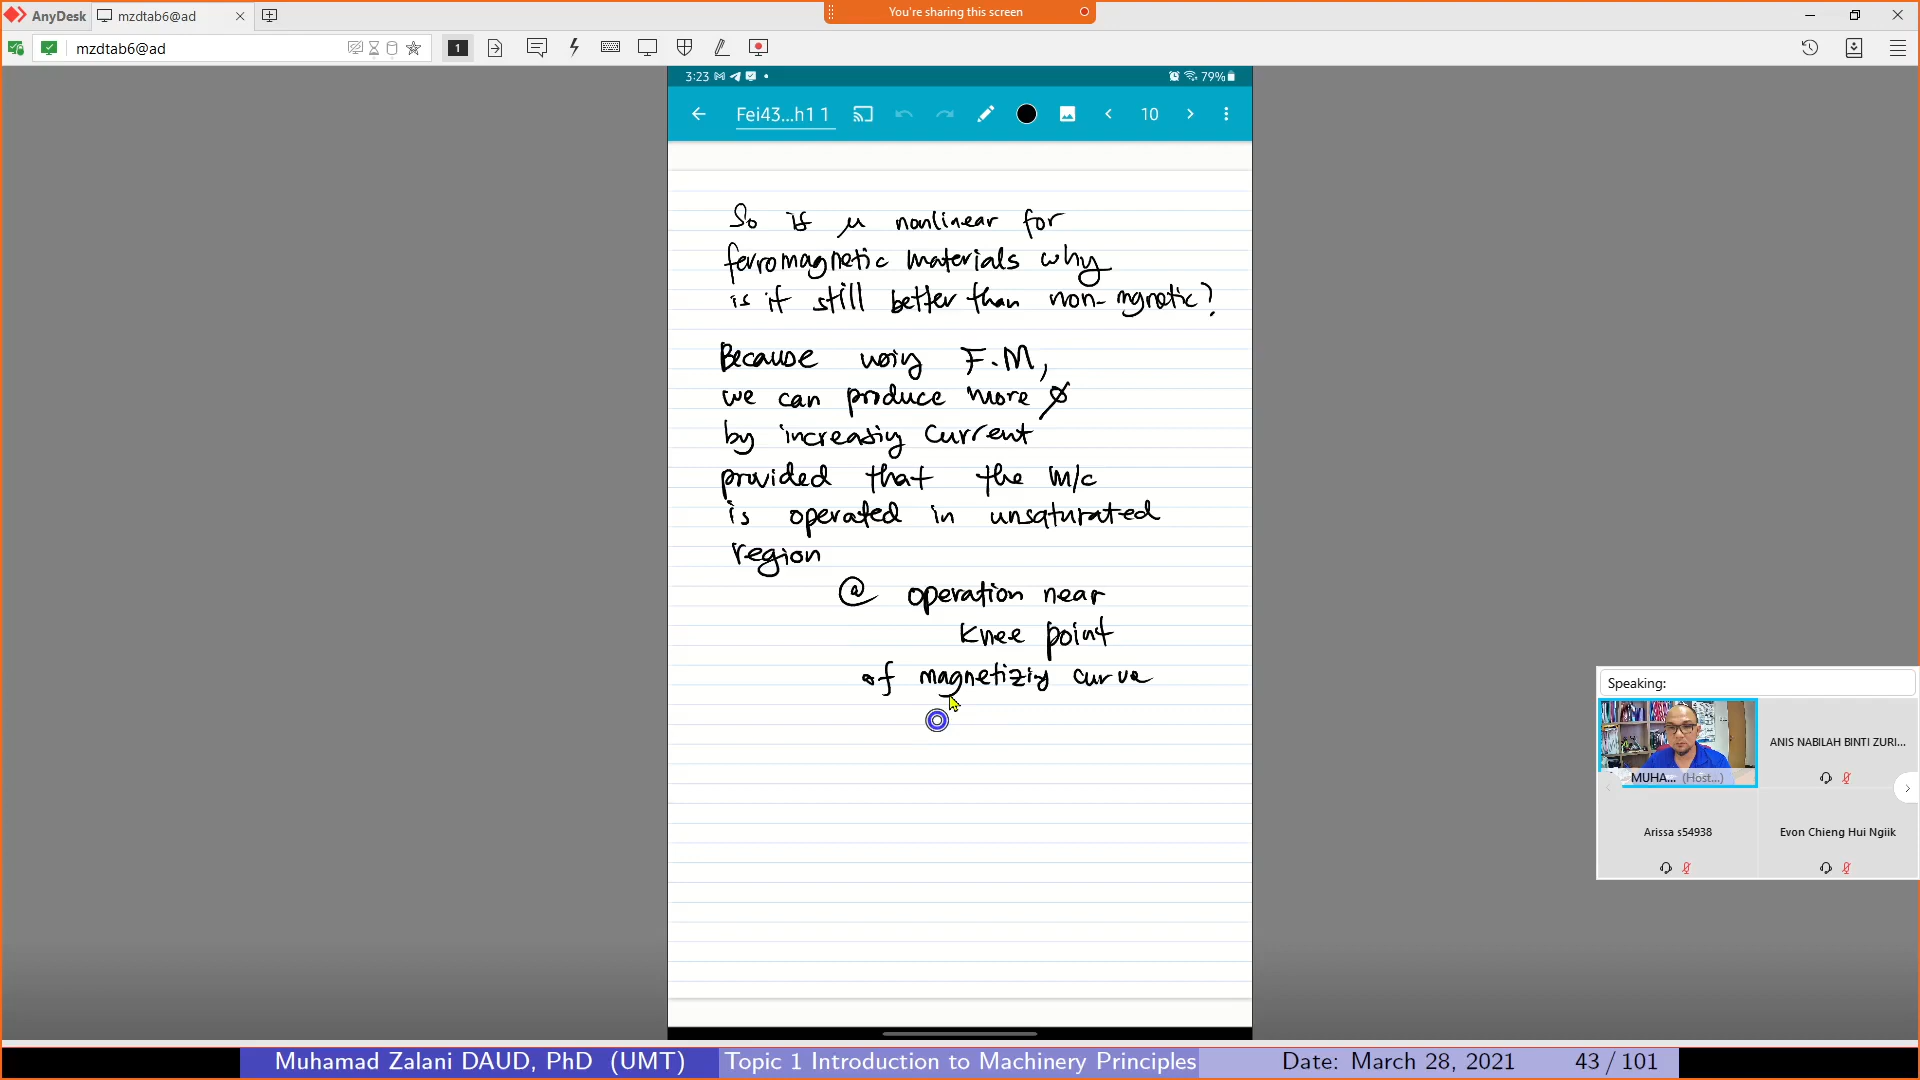 AnyDesk
mzdtab6@ad
You're sharing this screen
mzdtab6@ad
1
3:23
79%
Fei43...h1 1
10
So if μ nonlinear for
ferromagnetic materials why
is it still better than non-mgnetic?
Because using F.M,
we can produce more φ
by increasing current
provided that the m/c
is operated in unsaturated
region
@ operation near
knee point
of magnetizing curve
Speaking:
MUHA... (Host...)
ANIS NABILAH BINTI ZURI...
Arissa s54938
Evon Chieng Hui Ngiik
Muhamad Zalani DAUD, PhD (UMT)
Topic 1 Introduction to Machinery Principles
Date: March 28, 2021
43 / 101